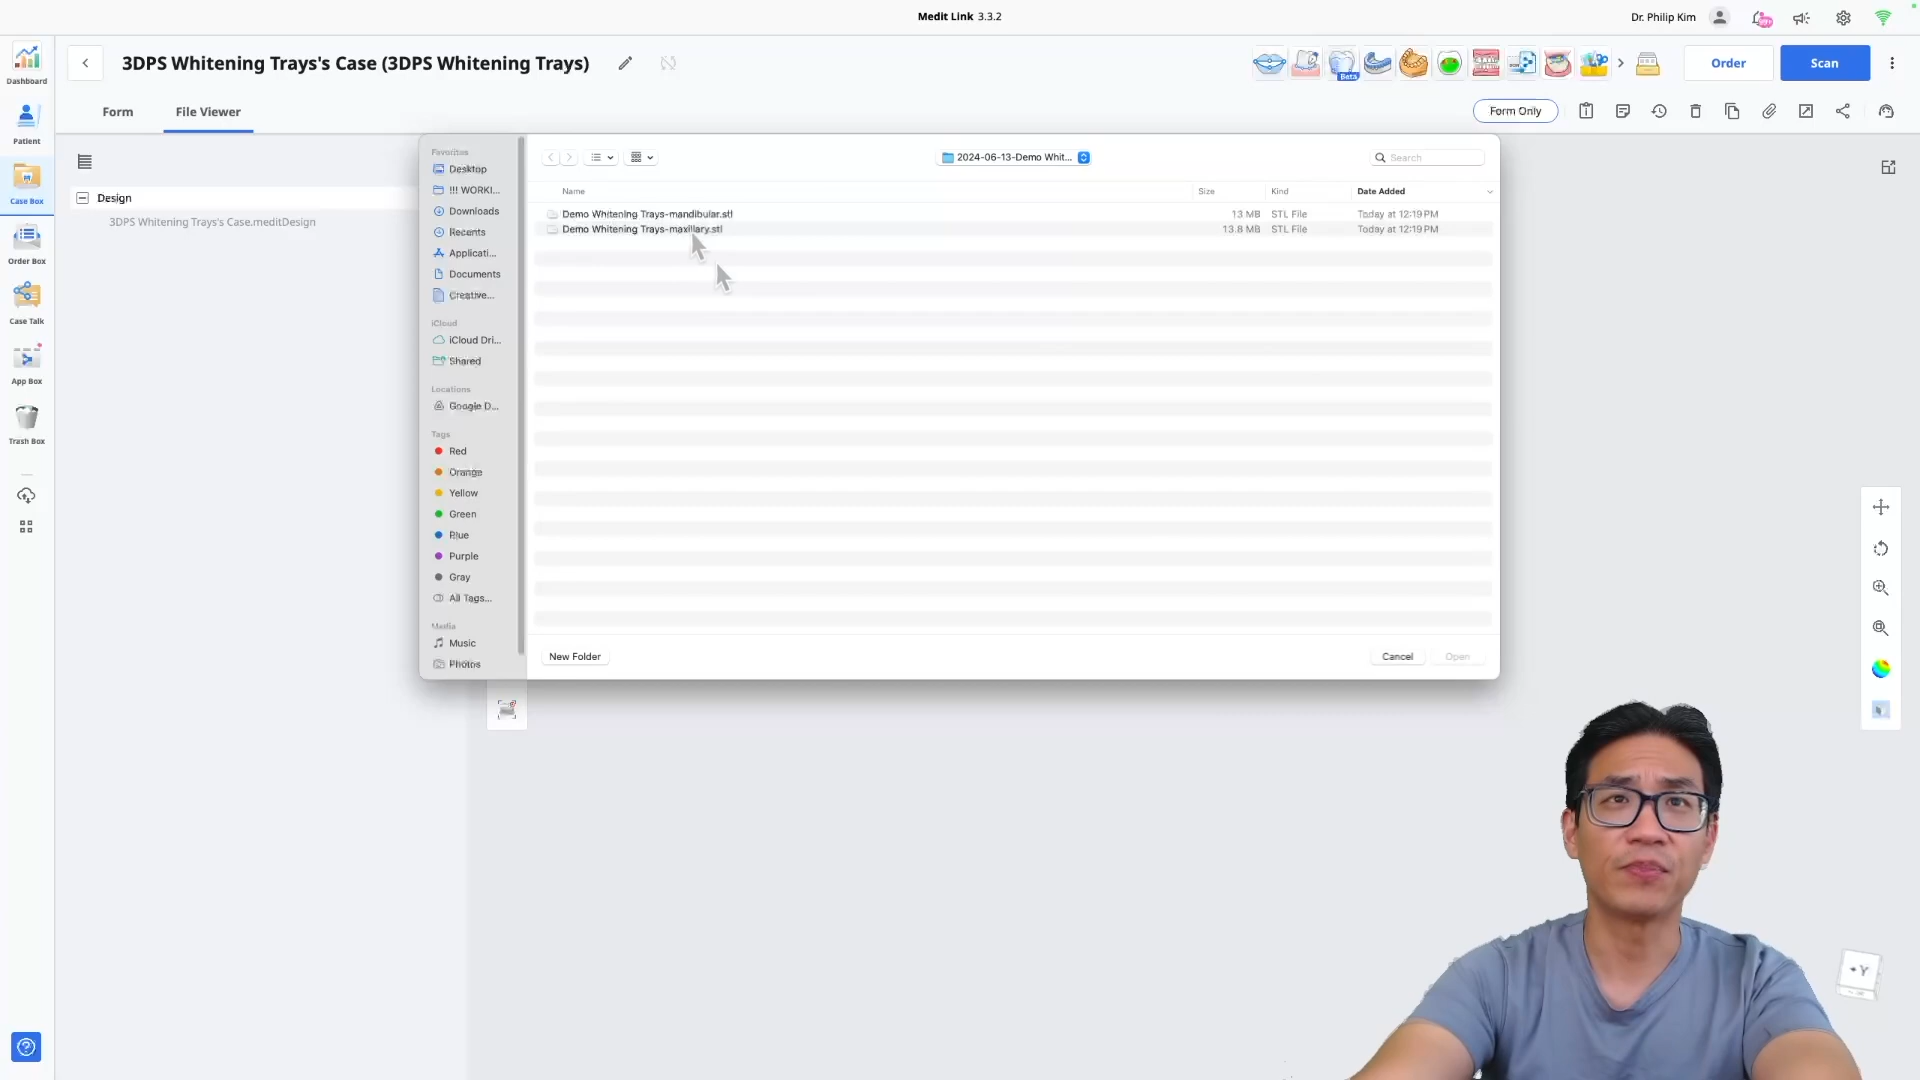 Medit Link 3.3.2
Dr. Philip Kim
Dashboard
Patient
Case Box
Order Box
Case Talk
App Box
Trash Box
3DPS Whitening Trays's Case (3DPS Whitening Trays)
Beta
Order
Scan
Form
File Viewer
Form Only
Design
3DPS Whitening Trays's Case.meditDesign
Favorites
Desktop
!!! WORKI...
Downloads
Recents
Applicati...
Documents
Creative...
iCloud
iCloud Dri...
Shared
Locations
Google D...
Tags
Red
Orange
Yellow
Green
Blue
Purple
Gray
All Tags...
Media
Music
Photos
2024-06-13-Demo Whit...
Search
Name Size Kind Date Added
Demo Whitening Trays-mandibular.stl 13 MB STL File Today at 12:19 PM
Demo Whitening Trays-maxillary.stl 13.8 MB STL File Today at 12:19 PM
New Folder
Cancel
Open
+Y